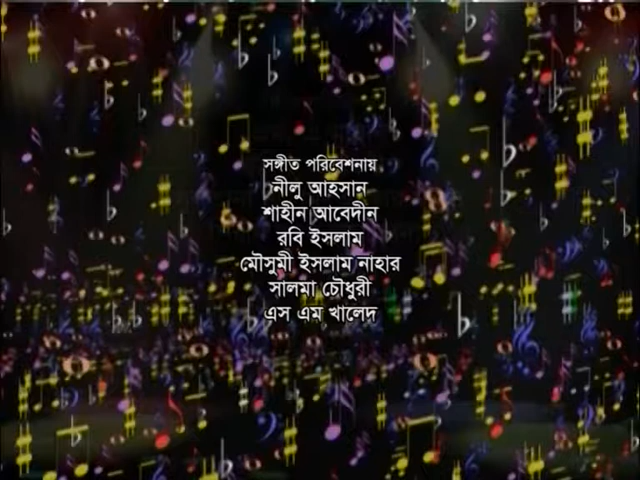 সঙ্গীত পরিবেশনায়
নীলু আহসান
শাহীন আবেদীন
রবি ইসলাম
মৌসুমী ইসলাম নাহার
সালমা চৌধুরী
এস এম খালেদ